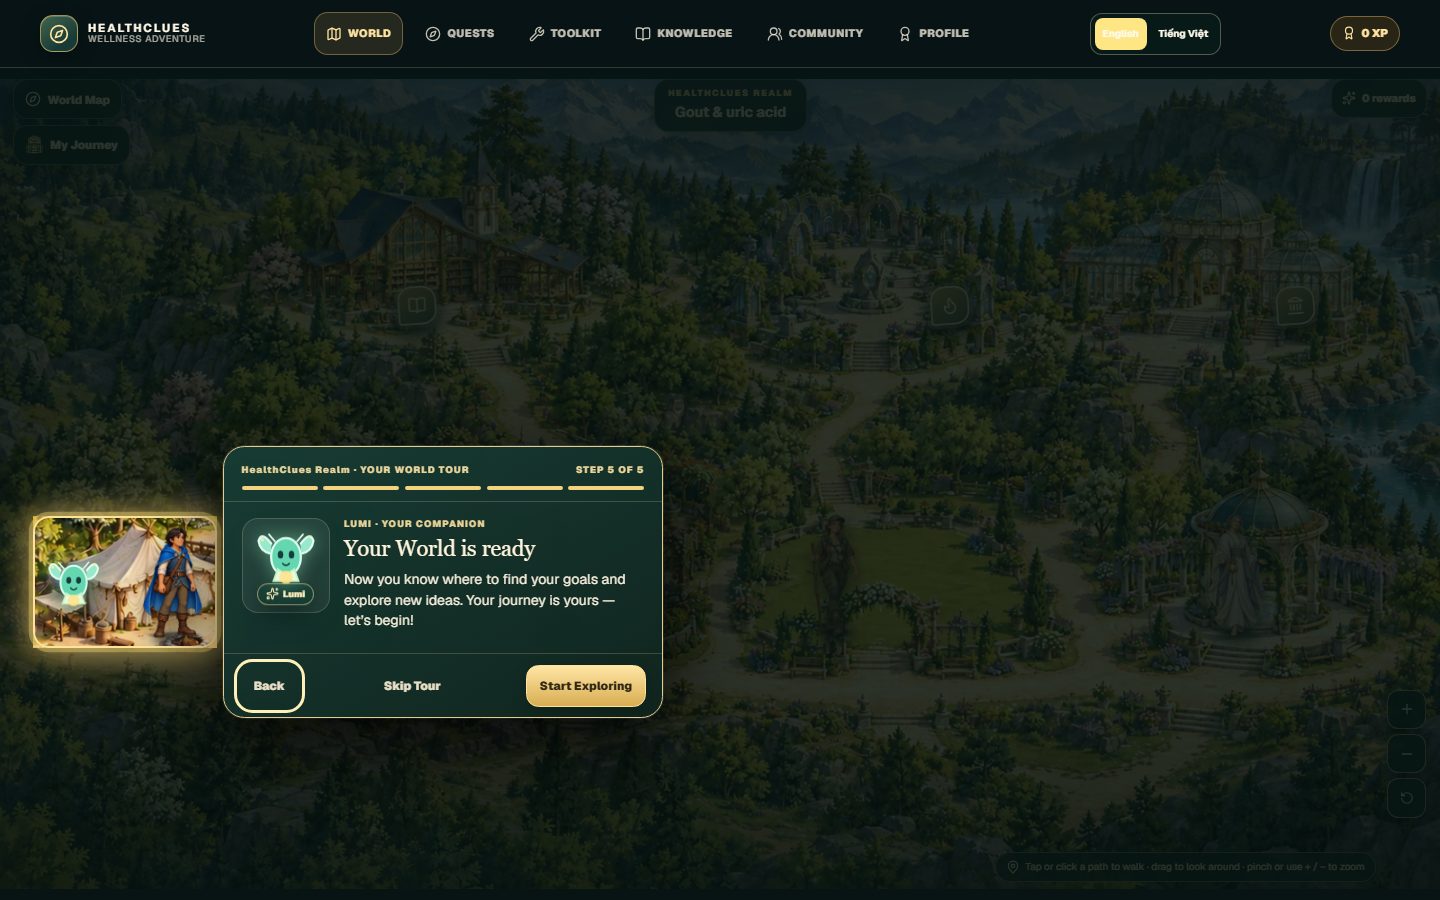 HEALTHCLUES
WELLNESS ADVENTURE
WORLD
QUESTS
TOOLKIT
KNOWLEDGE
COMMUNITY
PROFILE
English
Tiếng Việt
0 XP
World Map
My Journey
HEALTHCLUES REALM
Gout & uric acid
0 rewards
HealthClues Realm · YOUR WORLD TOUR
STEP 5 OF 5
LUMI · YOUR COMPANION
Your World is ready
Now you know where to find your goals and
explore new ideas. Your journey is yours —
let's begin!
Lumi
Back
Skip Tour
Start Exploring
Tap or click a path to walk · drag to look around · pinch or use + / − to zoom